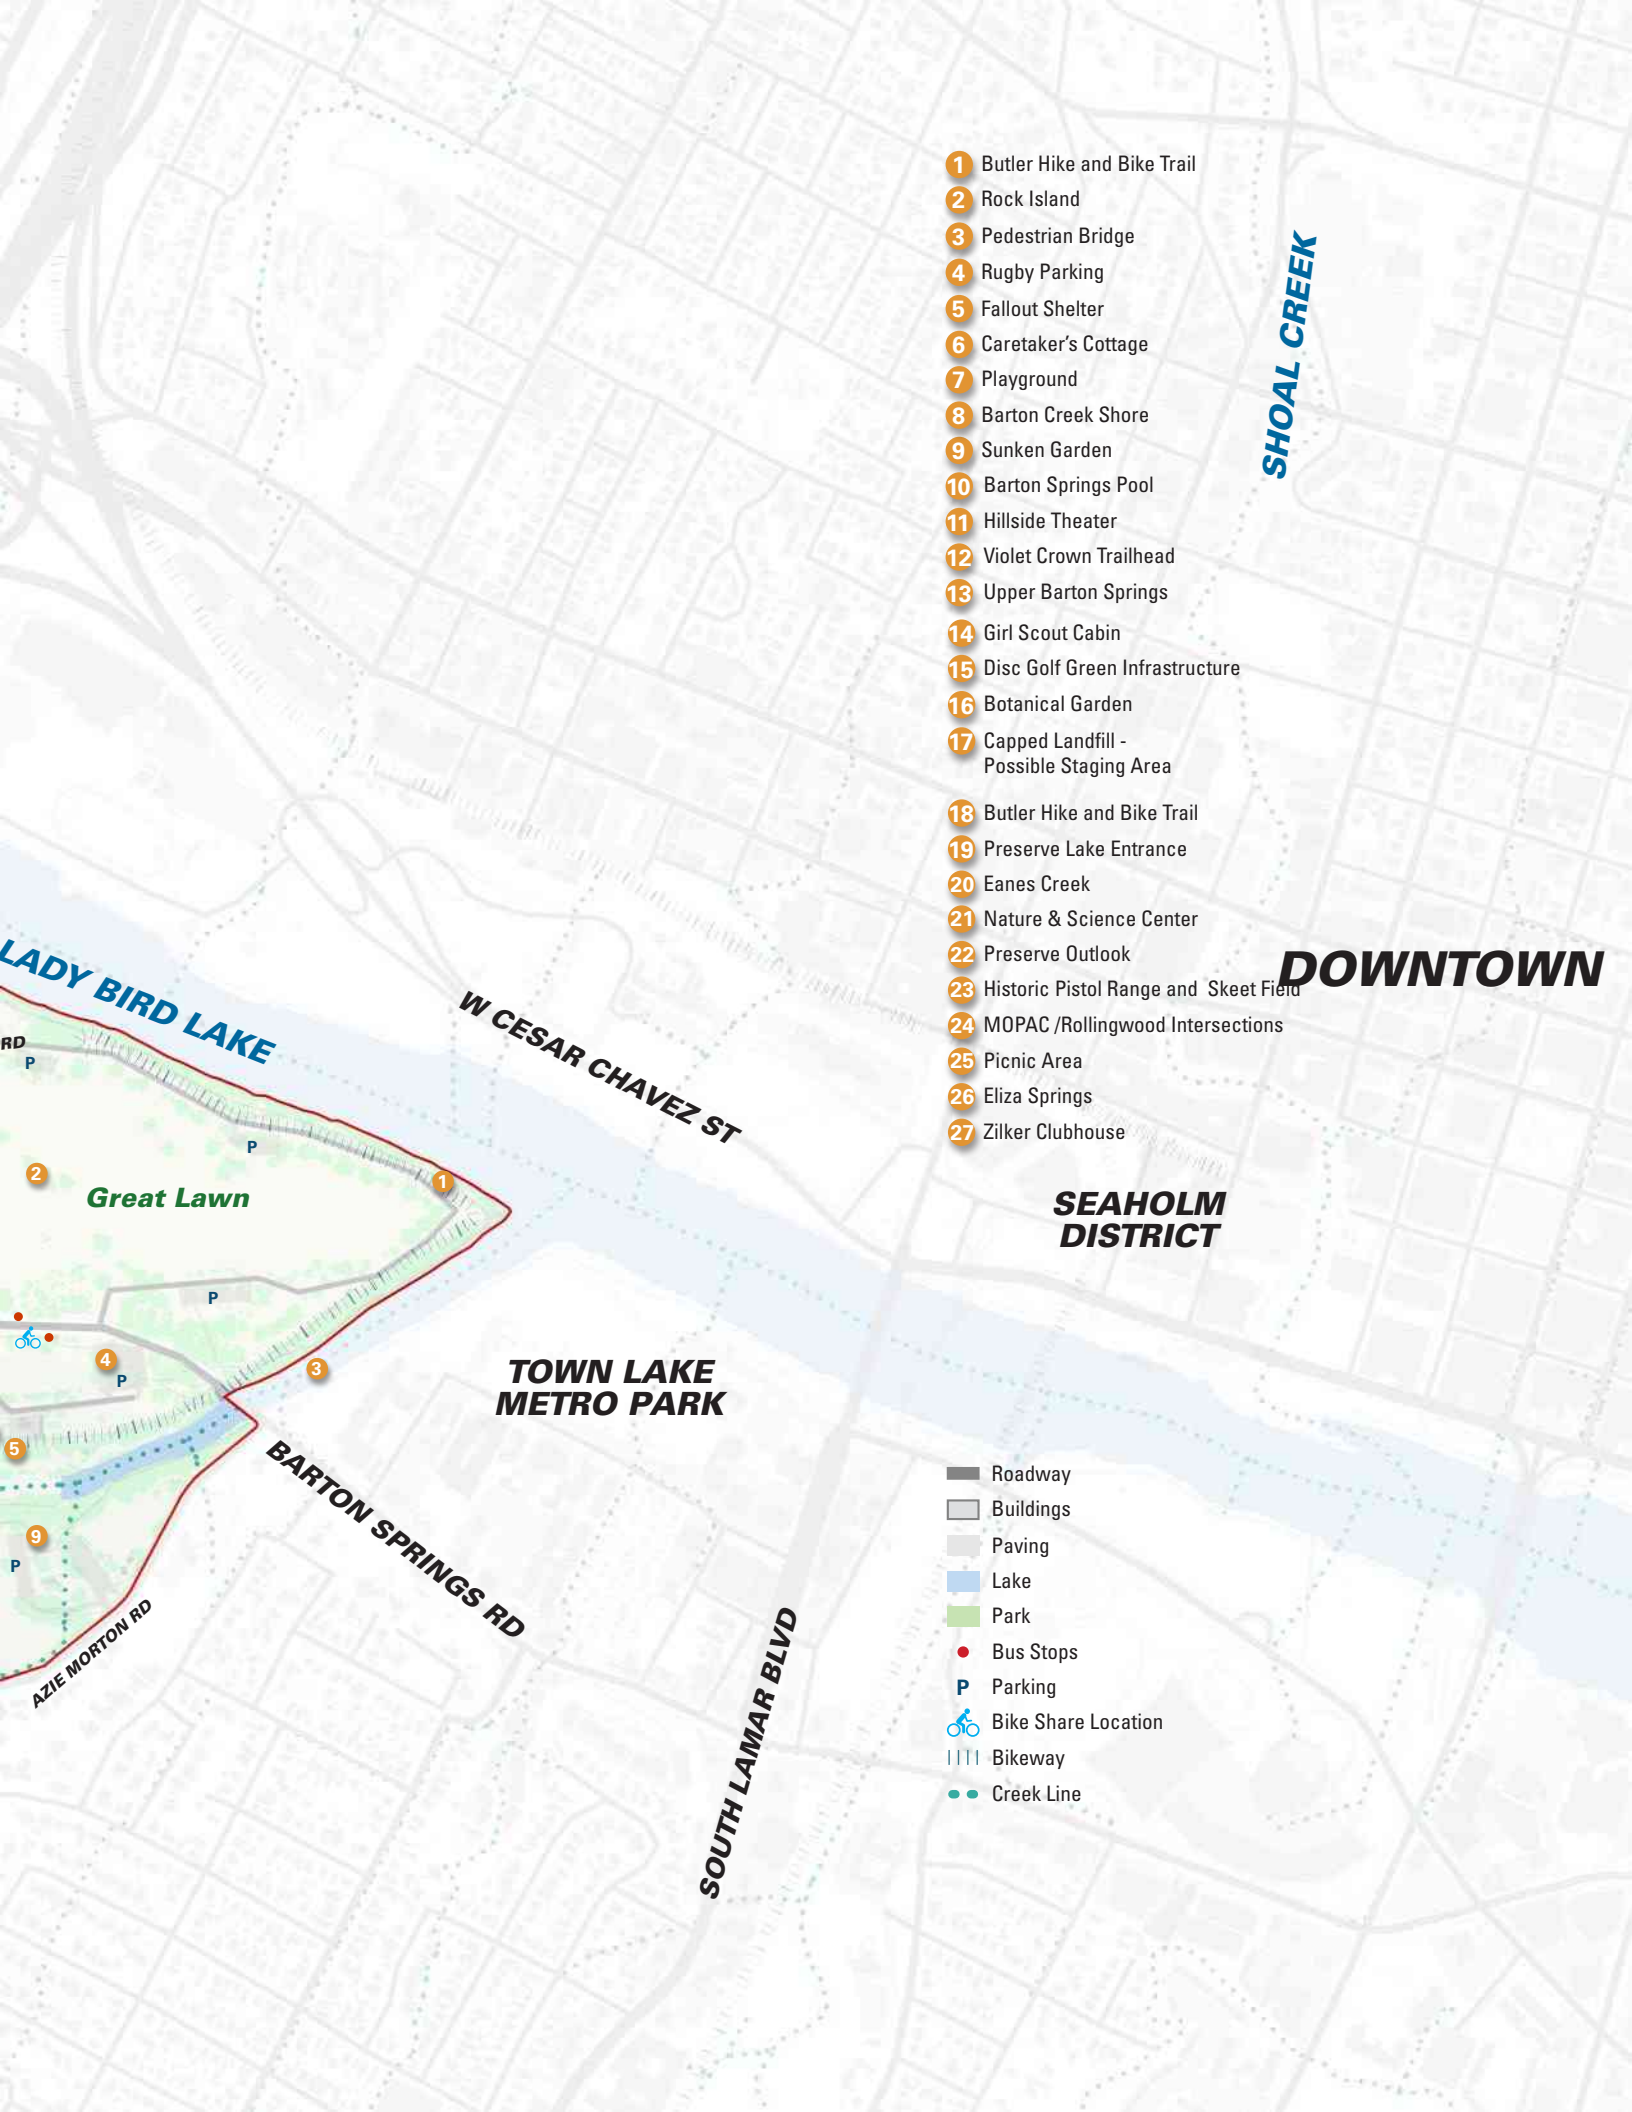 1 Butler Hike and Bike Trail
2 Rock Island
3 Pedestrian Bridge
4 Rugby Parking
5 Fallout Shelter
6 Caretaker’s Cottage
7 Playground
8 Barton Creek Shore
9 Sunken Garden
10 Barton Springs Pool
11 Hillside Theater
12 Violet Crown Trailhead
13 Upper Barton Springs
14 Girl Scout Cabin
15 Disc Golf Green Infrastructure
16 Botanical Garden
17 Capped Landfill -
Possible Staging Area
18 Butler Hike and Bike Trail
19 Preserve Lake Entrance
20 Eanes Creek
21 Nature & Science Center
22 Preserve Outlook
23 Historic Pistol Range and Skeet Field
24 MOPAC /Rollingwood Intersections
25 Picnic Area
26 Eliza Springs
27 Zilker Clubhouse
SHOAL CREEK
DOWNTOWN
LADY BIRD LAKE
W CESAR CHAVEZ ST
RD
P
P
2
1
Great Lawn
SEAHOLM
DISTRICT
P
4
P
3
TOWN LAKE
METRO PARK
5
9
P
BARTON SPRINGS RD
AZIE MORTON RD
SOUTH LAMAR BLVD
Roadway
Buildings
Paving
Lake
Park
Bus Stops
P Parking
Bike Share Location
Bikeway
Creek Line